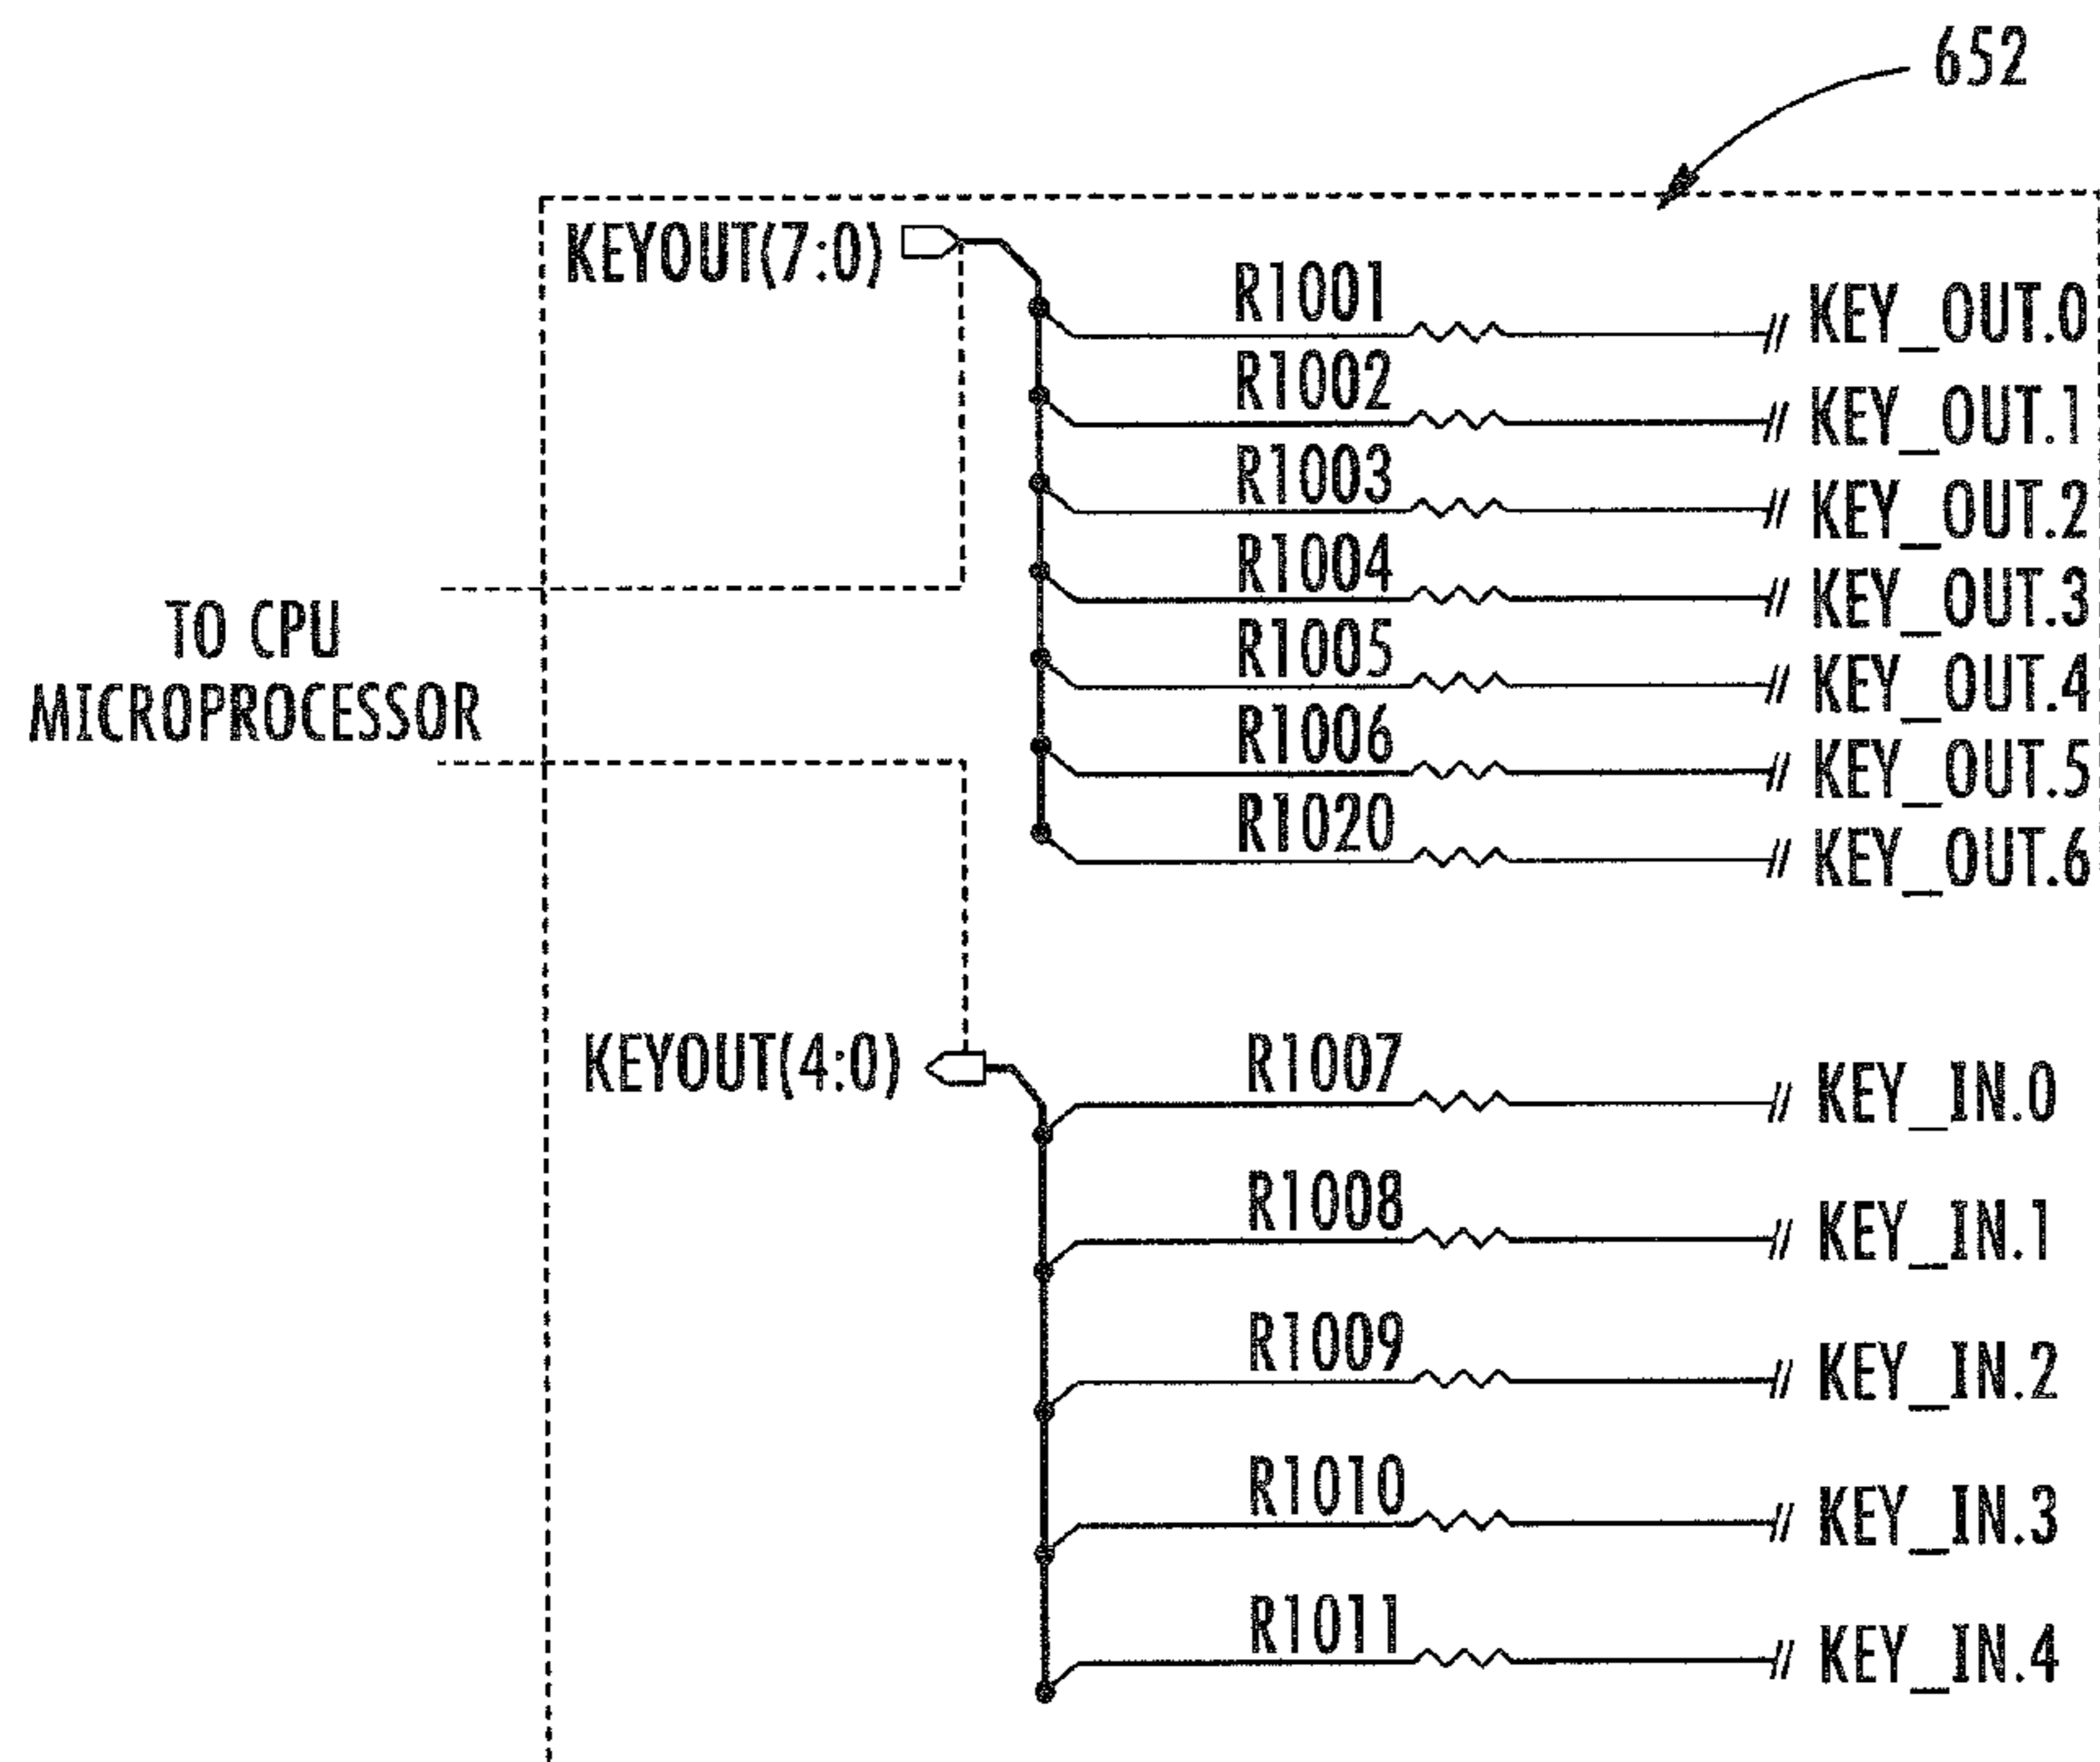 652
KEYOUT(7:0)
R1001
KEY_OUT.0
R1002
KEY_OUT.1
R1003
KEY_OUT.2
R1004
KEY_OUT.3
TO CPU
MICROPROCESSOR
R1005
KEY_OUT.4
R1006
KEY_OUT.5
R1020
KEY_OUT.6
KEYOUT(4:0)
R1007
KEY_IN.0
R1008
KEY_IN.1
R1009
KEY_IN.2
R1010
KEY_IN.3
R1011
KEY_IN.4